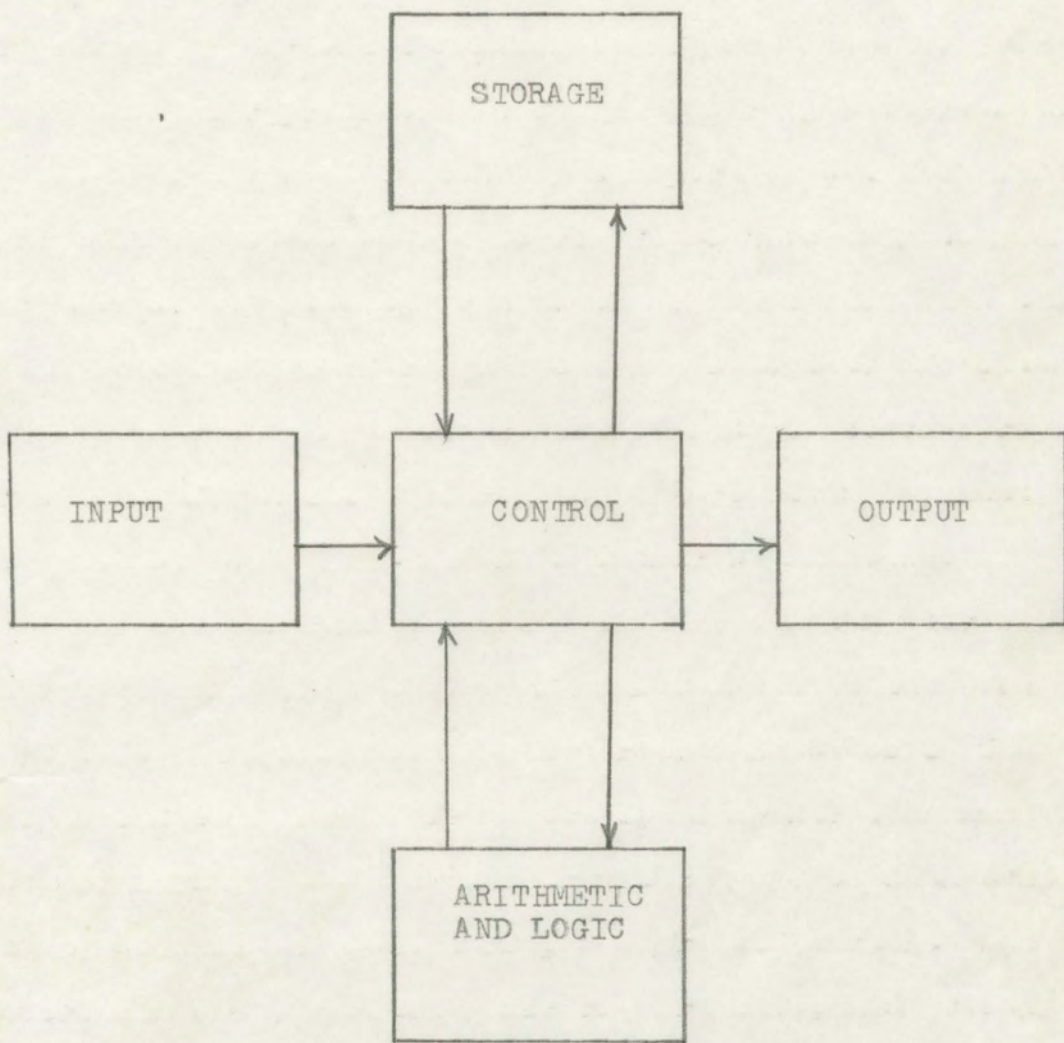 STORAGE
INPUT
CONTROL
OUTPUT
ARITHMETIC
AND LOGIC